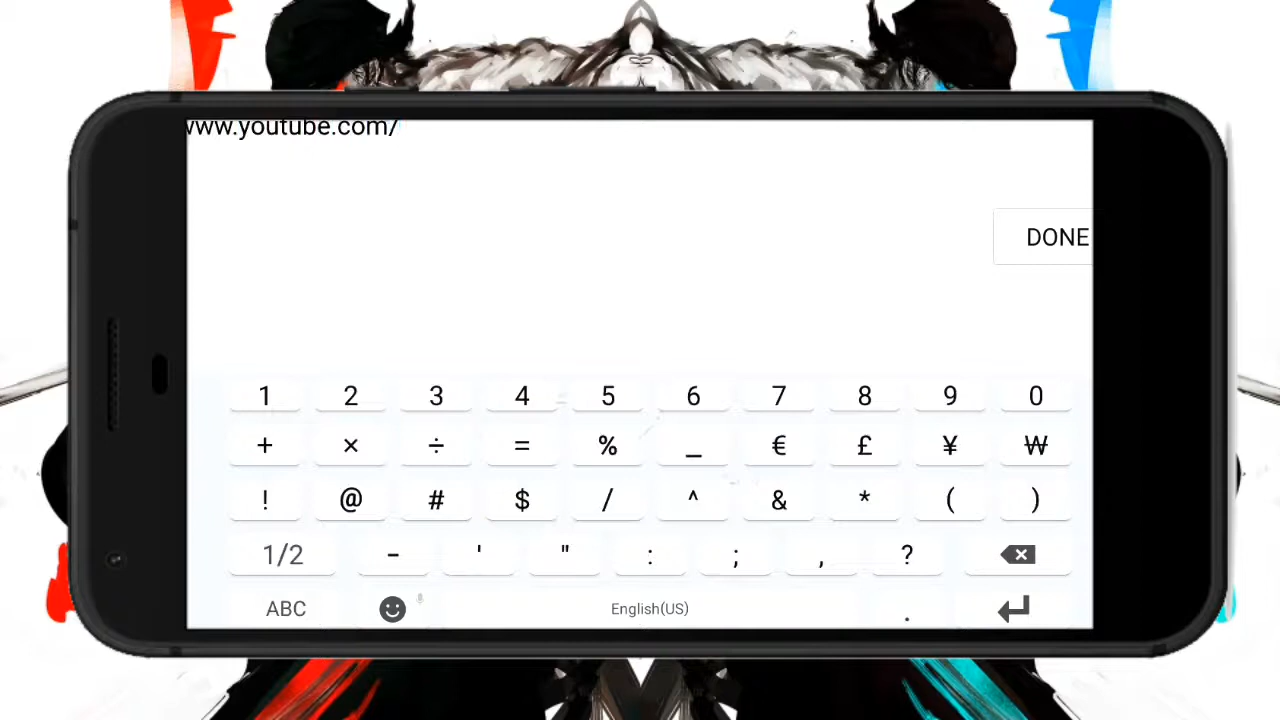 www.youtube.com/
DONE
1 2 3 4 5 6 7 8 9 0
+ × ÷ = % _ € £ ¥ ₩
! @ # $ / ^ & * ( )
1/2 - ' " : ; , ?
ABC English(US) .